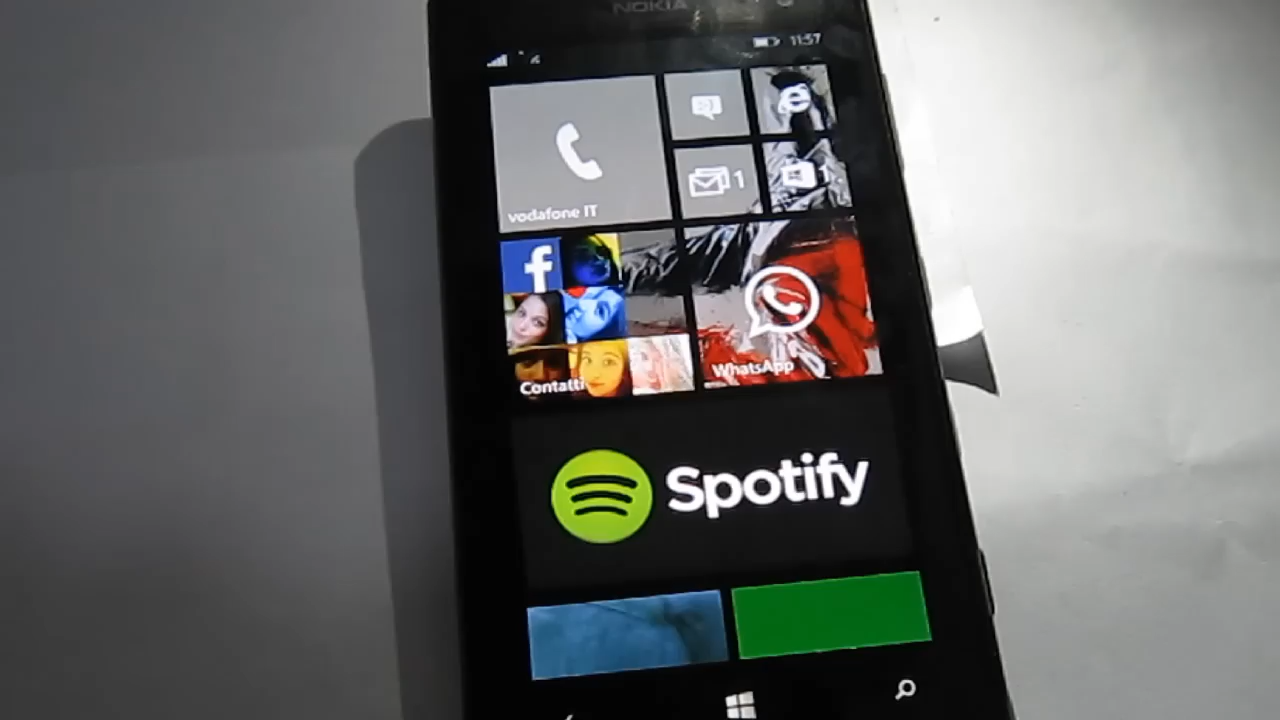 NOKIA
11:57
vodafone IT
1
1
Contatti
WhatsApp
Spotify